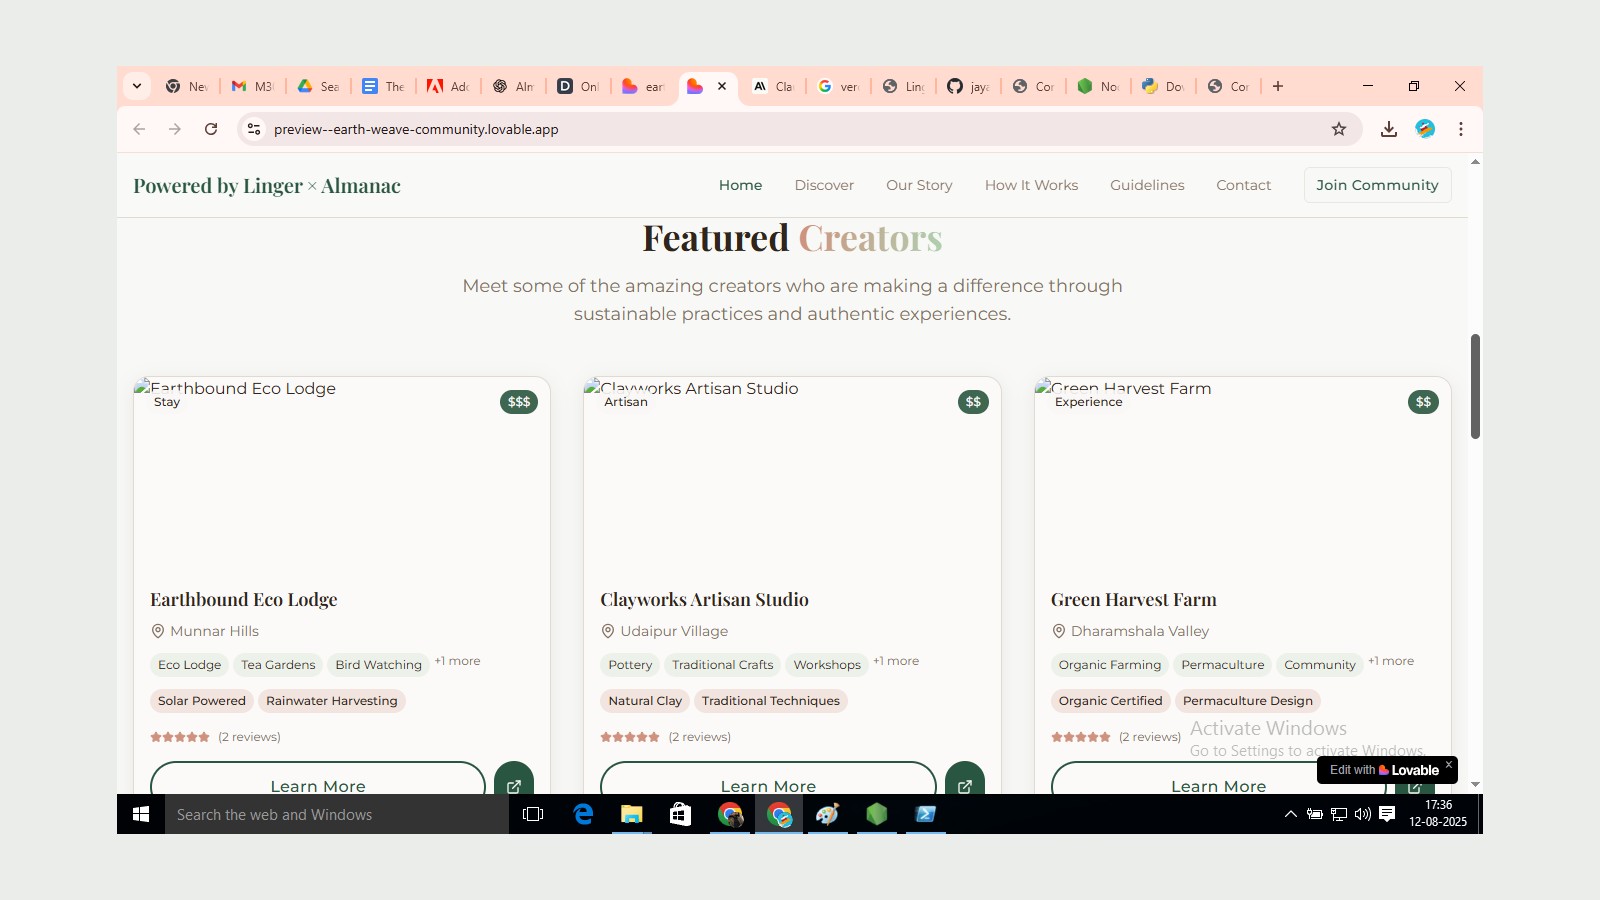 New
M3
Sea
The
Adc
Alm
Onl
ear
Cla
ver
Ling
jaya
Cor
No
Dov
Cor
preview--earth-weave-community.lovable.app
Powered by Linger × Almanac
Home Discover Our Story How It Works Guidelines Contact Join Community
Featured Creators
Meet some of the amazing creators who are making a difference through
sustainable practices and authentic experiences.
Earthbound Eco Lodge
Stay $$$
Earthbound Eco Lodge
Munnar Hills
Eco Lodge Tea Gardens Bird Watching +1 more
Solar Powered Rainwater Harvesting
(2 reviews)
Learn More
Clayworks Artisan Studio
Artisan $$
Clayworks Artisan Studio
Udaipur Village
Pottery Traditional Crafts Workshops +1 more
Natural Clay Traditional Techniques
(2 reviews)
Learn More
Green Harvest Farm
Experience $$
Green Harvest Farm
Dharamshala Valley
Organic Farming Permaculture Community +1 more
Organic Certified Permaculture Design
(2 reviews)
Learn More
Activate Windows
Go to Settings to activate Windows.
Edit with Lovable x
Search the web and Windows
17:36
12-08-2025